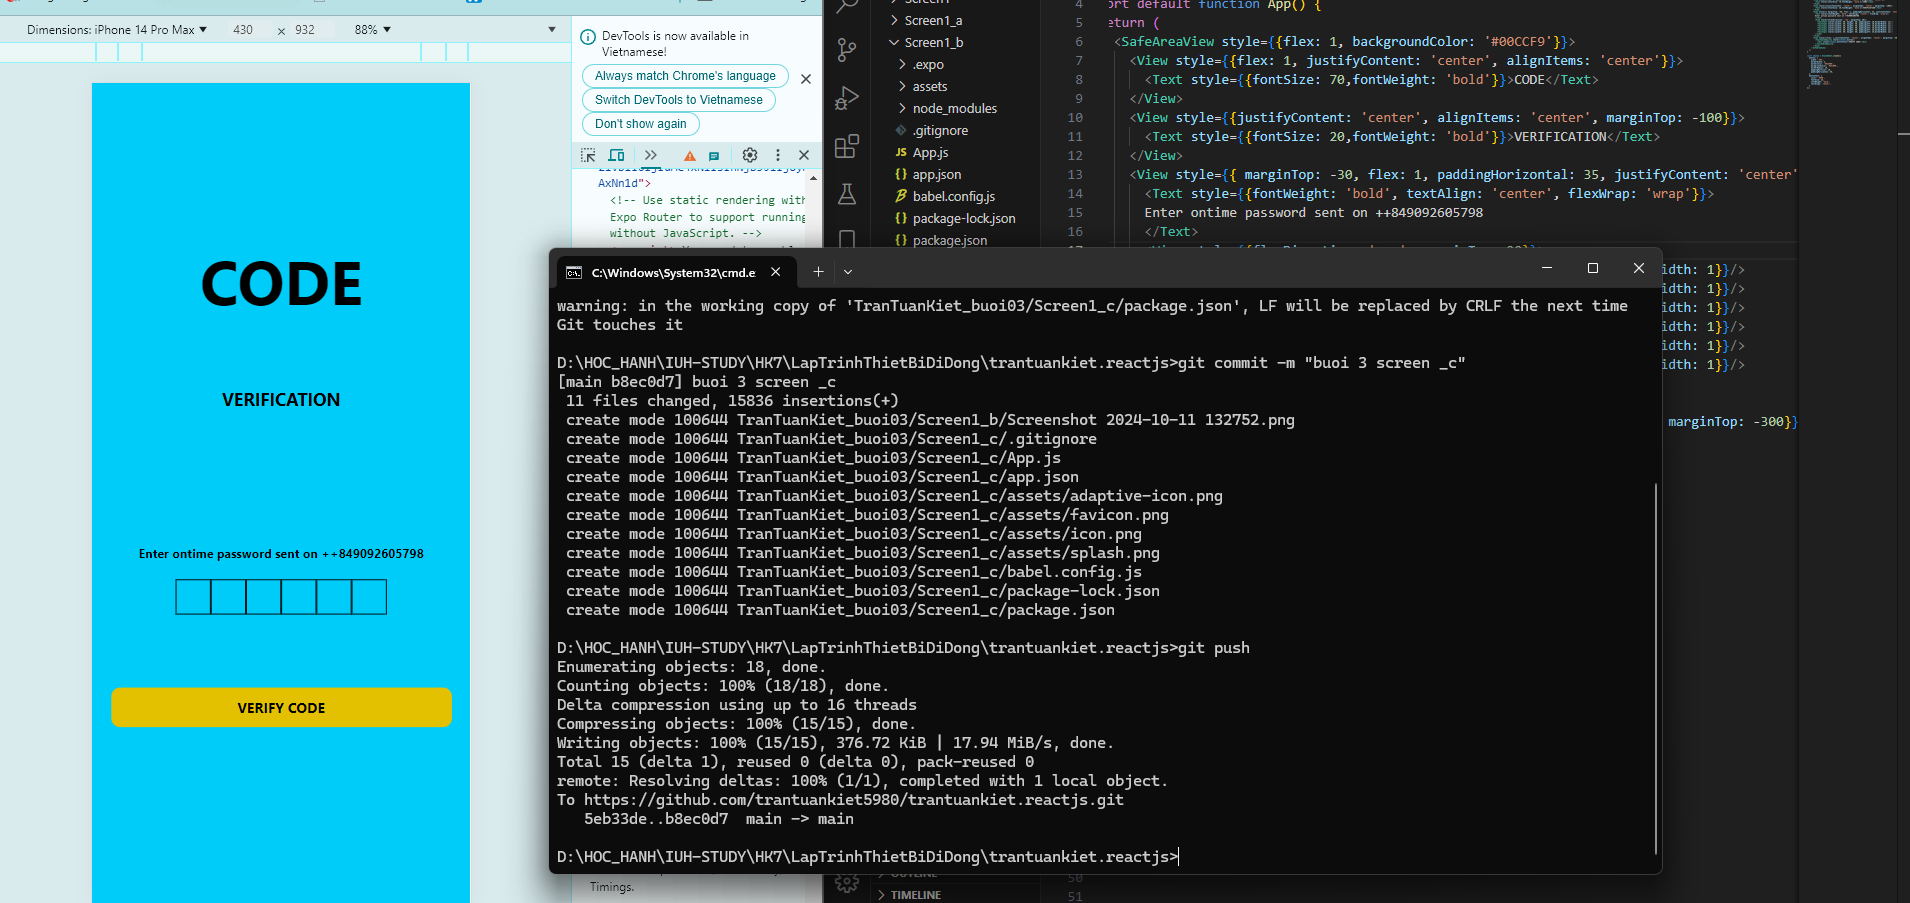 Dimensions: iPhone 14 Pro Max ▼ 430 × 932 88% ▼
CODE
VERIFICATION
Enter ontime password sent on ++849092605798
VERIFY CODE
DevTools is now available in
Vietnamese!
Always match Chrome's language
Switch DevTools to Vietnamese
Don't show again
AxNn1d">
<!-- Use static rendering with
Expo Router to support running
without JavaScript. -->
Timings.
Screen1_a
Screen1_b
.expo
assets
node_modules
.gitignore
JS App.js
{} app.json
babel.config.js
{} package-lock.json
{} package.json
OUTLINE
TIMELINE
4 ort default function App() {
5 eturn (
6 <SafeAreaView style={{flex: 1, backgroundColor: '#00CCF9'}}>
7 <View style={{flex: 1, justifyContent: 'center', alignItems: 'center'}}>
8 <Text style={{fontSize: 70,fontWeight: 'bold'}}>CODE</Text>
9 </View>
10 <View style={{justifyContent: 'center', alignItems: 'center', marginTop: -100}}>
11 <Text style={{fontSize: 20,fontWeight: 'bold'}}>VERIFICATION</Text>
12 </View>
13 <View style={{ marginTop: -30, flex: 1, paddingHorizontal: 35, justifyContent: 'center'
14 <Text style={{fontWeight: 'bold', textAlign: 'center', flexWrap: 'wrap'}}>
15 Enter ontime password sent on ++849092605798
16 </Text>
idth: 1}}/>
idth: 1}}/>
idth: 1}}/>
idth: 1}}/>
idth: 1}}/>
idth: 1}}/>
marginTop: -300}}
50
51
C:\Windows\System32\cmd.e
warning: in the working copy of 'TranTuanKiet_buoi03/Screen1_c/package.json', LF will be replaced by CRLF the next time
Git touches it
D:\HOC_HANH\IUH-STUDY\HK7\LapTrinhThietBiDiDong\trantuankiet.reactjs>git commit -m "buoi 3 screen _c"
[main b8ec0d7] buoi 3 screen _c
11 files changed, 15836 insertions(+)
create mode 100644 TranTuanKiet_buoi03/Screen1_b/Screenshot 2024-10-11 132752.png
create mode 100644 TranTuanKiet_buoi03/Screen1_c/.gitignore
create mode 100644 TranTuanKiet_buoi03/Screen1_c/App.js
create mode 100644 TranTuanKiet_buoi03/Screen1_c/app.json
create mode 100644 TranTuanKiet_buoi03/Screen1_c/assets/adaptive-icon.png
create mode 100644 TranTuanKiet_buoi03/Screen1_c/assets/favicon.png
create mode 100644 TranTuanKiet_buoi03/Screen1_c/assets/icon.png
create mode 100644 TranTuanKiet_buoi03/Screen1_c/assets/splash.png
create mode 100644 TranTuanKiet_buoi03/Screen1_c/babel.config.js
create mode 100644 TranTuanKiet_buoi03/Screen1_c/package-lock.json
create mode 100644 TranTuanKiet_buoi03/Screen1_c/package.json
D:\HOC_HANH\IUH-STUDY\HK7\LapTrinhThietBiDiDong\trantuankiet.reactjs>git push
Enumerating objects: 18, done.
Counting objects: 100% (18/18), done.
Delta compression using up to 16 threads
Compressing objects: 100% (15/15), done.
Writing objects: 100% (15/15), 376.72 KiB | 17.94 MiB/s, done.
Total 15 (delta 1), reused 0 (delta 0), pack-reused 0
remote: Resolving deltas: 100% (1/1), completed with 1 local object.
To https://github.com/trantuankiet5980/trantuankiet.reactjs.git
5eb33de..b8ec0d7 main -> main
D:\HOC_HANH\IUH-STUDY\HK7\LapTrinhThietBiDiDong\trantuankiet.reactjs>